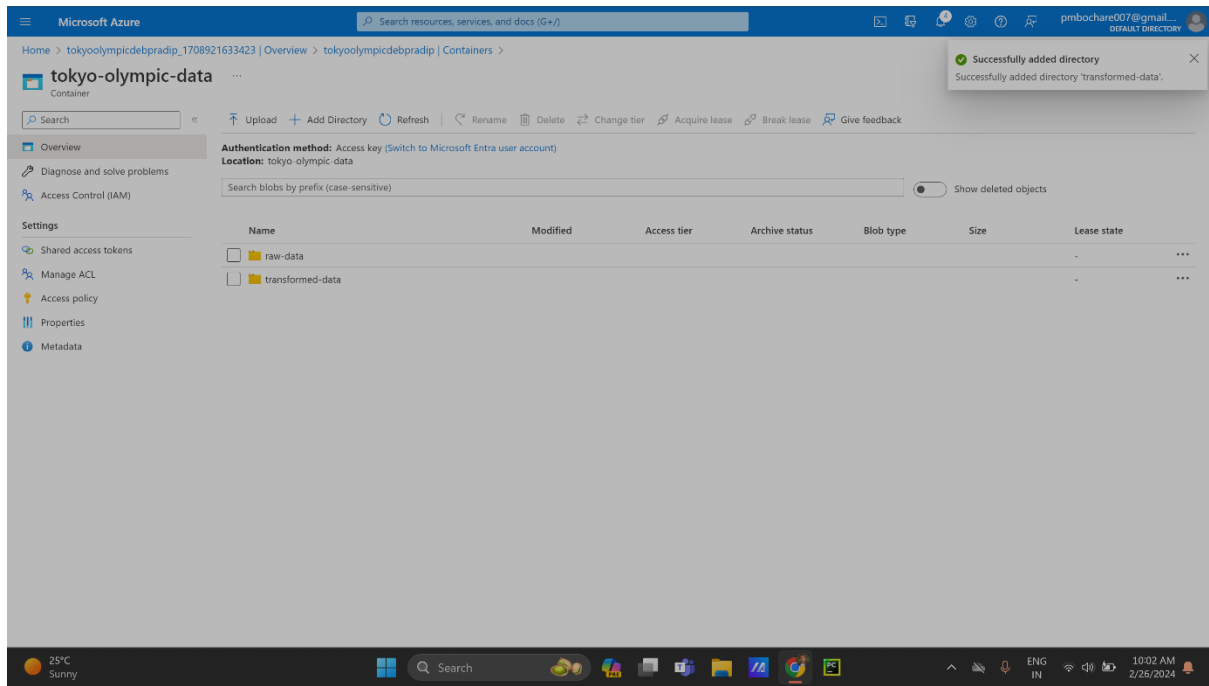 Microsoft Azure
Search resources, services, and docs (G+/)
4
pmbochare007@gmail....
DEFAULT DIRECTORY
Home > tokyoolympicdebpradip_1708921633423 | Overview > tokyoolympicdebpradip | Containers >
tokyo-olympic-data ...
Container
Successfully added directory
Successfully added directory 'transformed-data'.
Search
Upload Add Directory Refresh Rename Delete Change tier Acquire lease Break lease Give feedback
Overview
Diagnose and solve problems
Access Control (IAM)
Settings
Shared access tokens
Manage ACL
Access policy
Properties
Metadata
Authentication method: Access key (Switch to Microsoft Entra user account)
Location: tokyo-olympic-data
Search blobs by prefix (case-sensitive)
Show deleted objects
Name Modified Access tier Archive status Blob type Size Lease state
raw-data - ...
transformed-data - ...
25°C
Sunny
Search
PRE
PC
ENG
IN
10:02 AM
2/26/2024